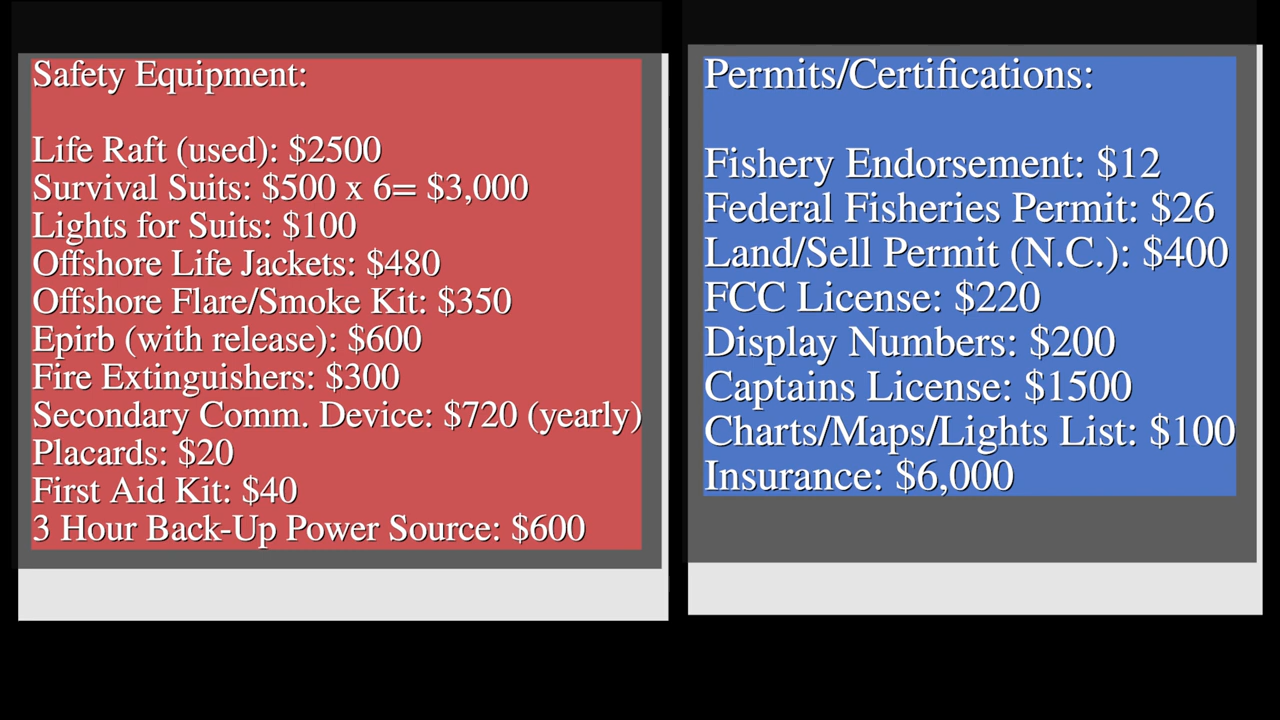 Safety Equipment:
Life Raft (used): $2500
Survival Suits: $500 x 6= $3,000
Lights for Suits: $100
Offshore Life Jackets: $480
Offshore Flare/Smoke Kit: $350
Epirb (with release): $600
Fire Extinguishers: $300
Secondary Comm. Device: $720 (yearly)
Placards: $20
First Aid Kit: $40
3 Hour Back-Up Power Source: $600
Permits/Certifications:
Fishery Endorsement: $12
Federal Fisheries Permit: $26
Land/Sell Permit (N.C.): $400
FCC License: $220
Display Numbers: $200
Captains License: $1500
Charts/Maps/Lights List: $100
Insurance: $6,000